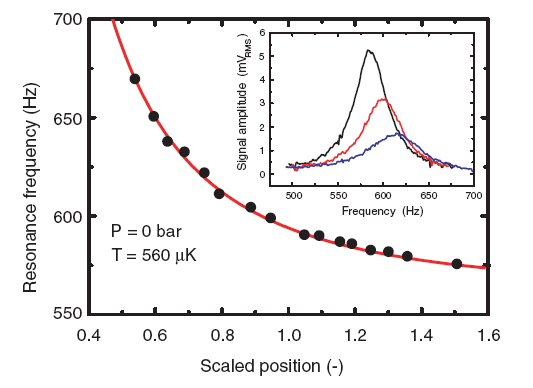 700
650
600
550
Resonance frequency (Hz)
0.4 0.6 0.8 1.0 1.2 1.4 1.6
Scaled position (-)
P = 0 bar
T = 560 µK
6
5
4
3
2
1
0
Signal amplitude (mVRMS)
500 550 600 650 700
Frequency (Hz)